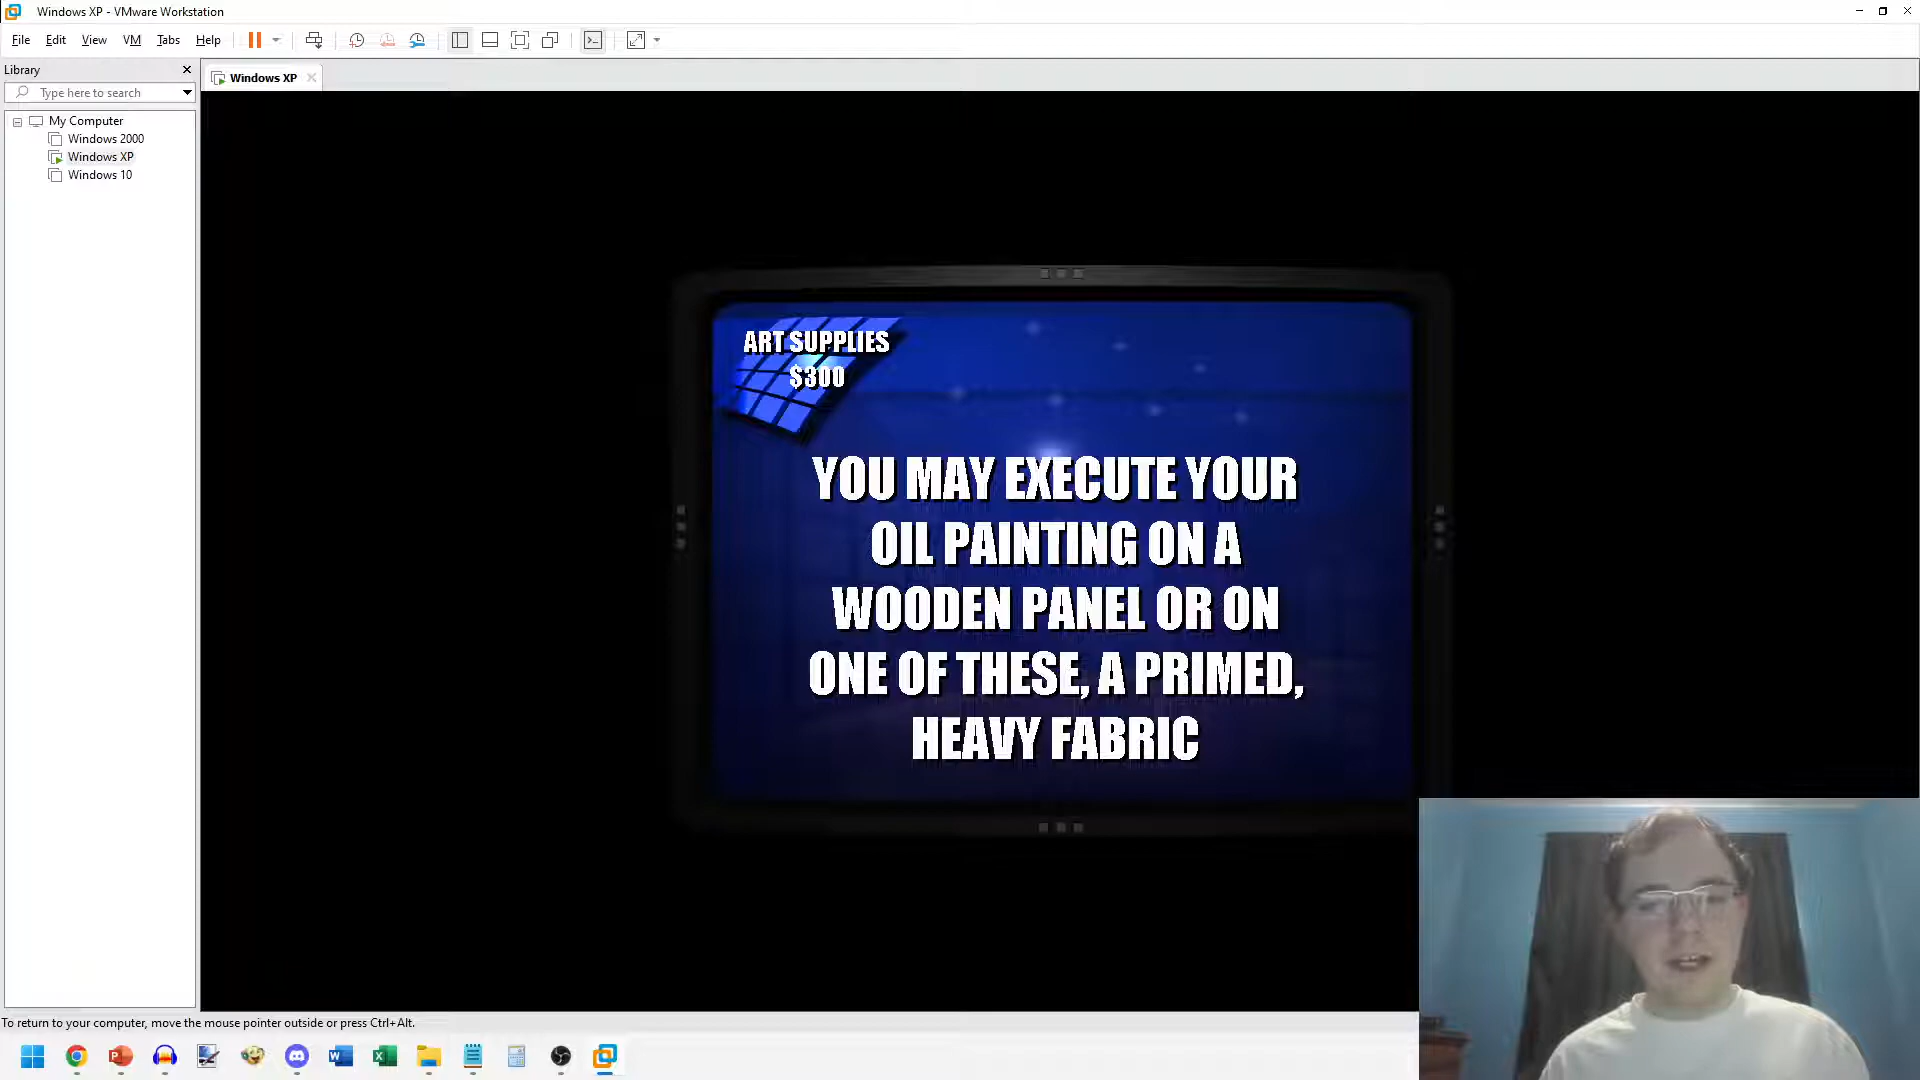 Windows XP - VMware Workstation
File Edit View VM Tabs Help
Library
Type here to search
My Computer
Windows 2000
Windows XP
Windows 10
Windows XP
ART SUPPLIES
$300
YOU MAY EXECUTE YOUR
OIL PAINTING ON A
WOODEN PANEL OR ON
ONE OF THESE, A PRIMED,
HEAVY FABRIC
To return to your computer, move the mouse pointer outside or press Ctrl+Alt.